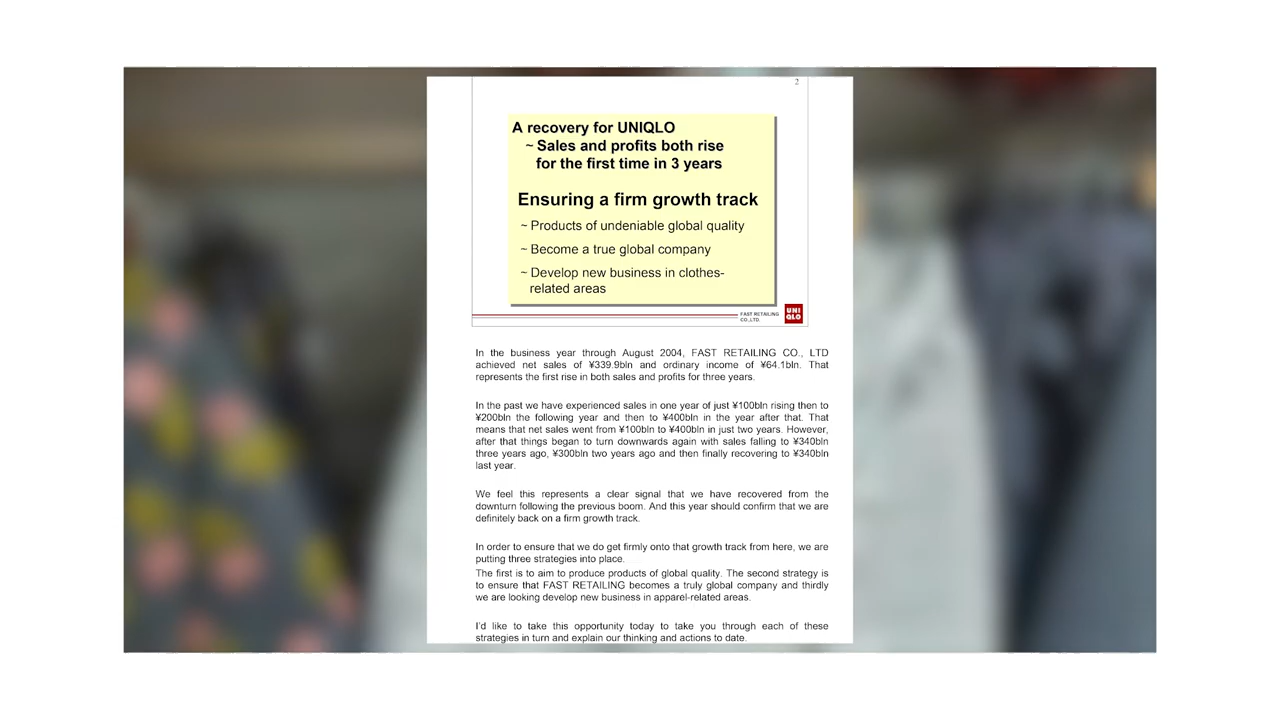 2
A recovery for UNIQLO
~ Sales and profits both rise
for the first time in 3 years
Ensuring a firm growth track
~ Products of undeniable global quality
~ Become a true global company
~ Develop new business in clothes-
related areas
FAST RETAILING
CO.,LTD.
UNI
QLO
In the business year through August 2004, FAST RETAILING CO., LTD
achieved net sales of ¥339.9bln and ordinary income of ¥64.1bln. That
represents the first rise in both sales and profits for three years.
In the past we have experienced sales in one year of just ¥100bln rising then to
¥200bln the following year and then to ¥400bln in the year after that. That
means that net sales went from ¥100bln to ¥400bln in just two years. However,
after that things began to turn downwards again with sales falling to ¥340bln
three years ago, ¥300bln two years ago and then finally recovering to ¥340bln
last year.
We feel this represents a clear signal that we have recovered from the
downturn following the previous boom. And this year should confirm that we are
definitely back on a firm growth track.
In order to ensure that we do get firmly onto that growth track from here, we are
putting three strategies into place.
The first is to aim to produce products of global quality. The second strategy is
to ensure that FAST RETAILING becomes a truly global company and thirdly
we are looking develop new business in apparel-related areas.
I'd like to take this opportunity today to take you through each of these
strategies in turn and explain our thinking and actions to date.